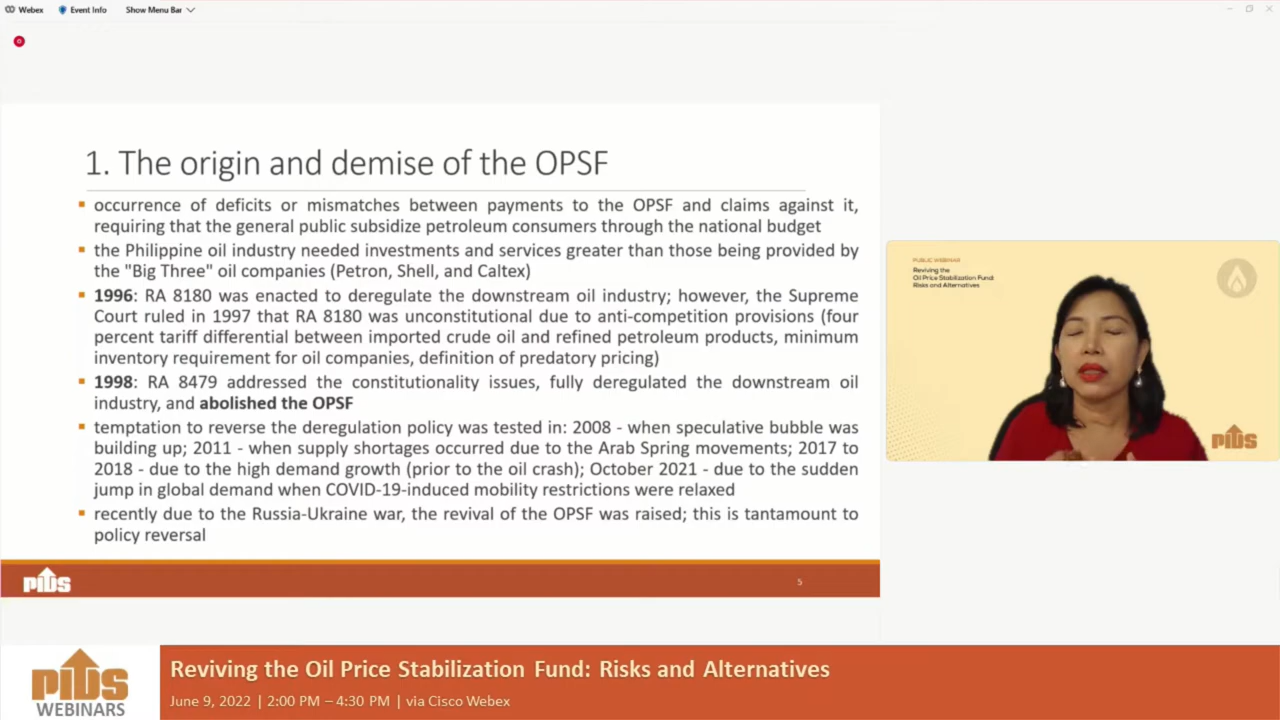 Webex
Event Info
Show Menu Bar
1. The origin and demise of the OPSF
occurrence of deficits or mismatches between payments to the OPSF and claims against it,
requiring that the general public subsidize petroleum consumers through the national budget
the Philippine oil industry needed investments and services greater than those being provided by
the "Big Three" oil companies (Petron, Shell, and Caltex)
1996: RA 8180 was enacted to deregulate the downstream oil industry; however, the Supreme
Court ruled in 1997 that RA 8180 was unconstitutional due to anti-competition provisions (four
percent tariff differential between imported crude oil and refined petroleum products, minimum
inventory requirement for oil companies, definition of predatory pricing)
1998: RA 8479 addressed the constitutionality issues, fully deregulated the downstream oil
industry, and abolished the OPSF
temptation to reverse the deregulation policy was tested in: 2008 - when speculative bubble was
building up; 2011 - when supply shortages occurred due to the Arab Spring movements; 2017 to
2018 - due to the high demand growth (prior to the oil crash); October 2021 - due to the sudden
jump in global demand when COVID-19-induced mobility restrictions were relaxed
recently due to the Russia-Ukraine war, the revival of the OPSF was raised; this is tantamount to
policy reversal
PIDS
5
PUBLIC WEBINAR
Reviving the
Oil Price Stabilization Fund:
Risks and Alternatives
PIDS
PIDS
WEBINARS
Reviving the Oil Price Stabilization Fund: Risks and Alternatives
June 9, 2022 | 2:00 PM – 4:30 PM | via Cisco Webex